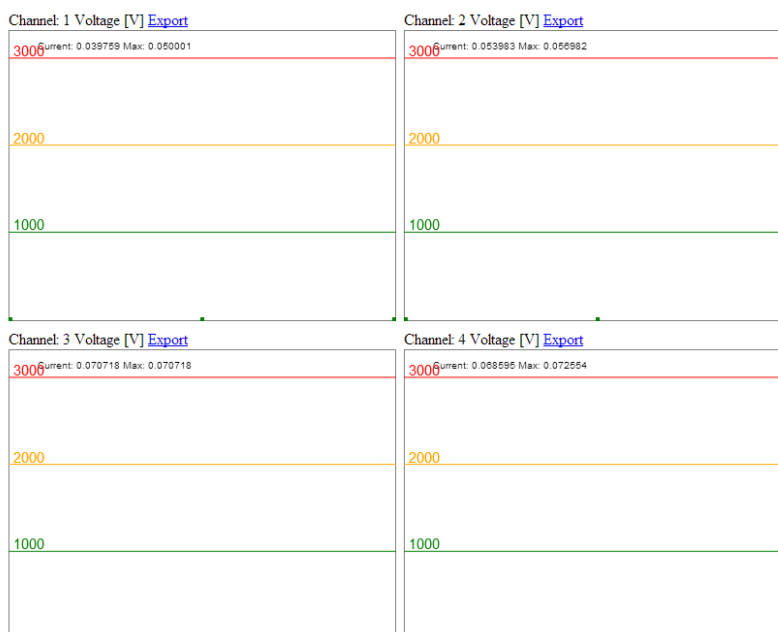 Channel: 1 Voltage [V] Export
Current: 0.039759 Max: 0.050001
3000
2000
1000
Channel: 2 Voltage [V] Export
Current: 0.053983 Max: 0.056982
3000
2000
1000
Channel: 3 Voltage [V] Export
Current: 0.070718 Max: 0.070718
3000
2000
1000
Channel: 4 Voltage [V] Export
Current: 0.068595 Max: 0.072554
3000
2000
1000